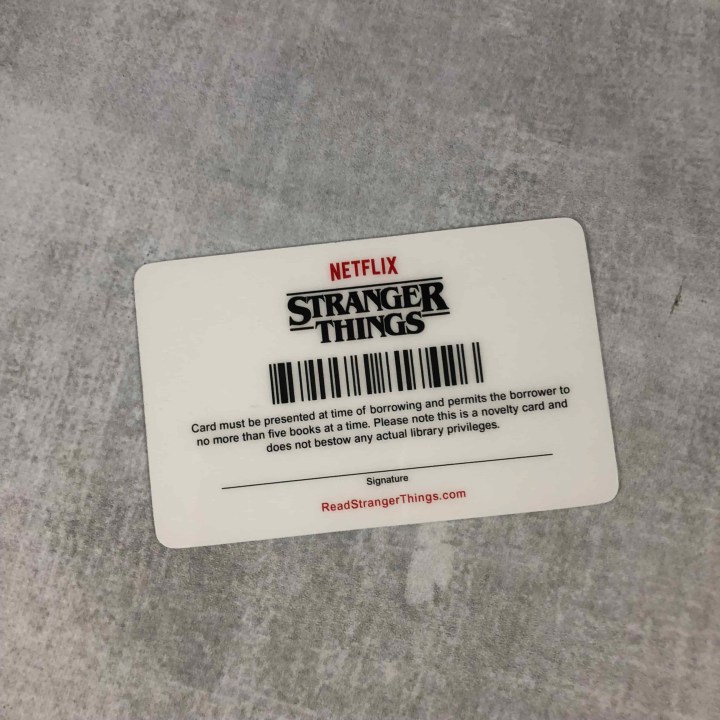 NETFLIX
STRANGER
THINGS
Card must be presented at time of borrowing and permits the borrower to
no more than five books at a time. Please note this is a novelty card and
does not bestow any actual library privileges.
Signature
ReadStrangerThings.com